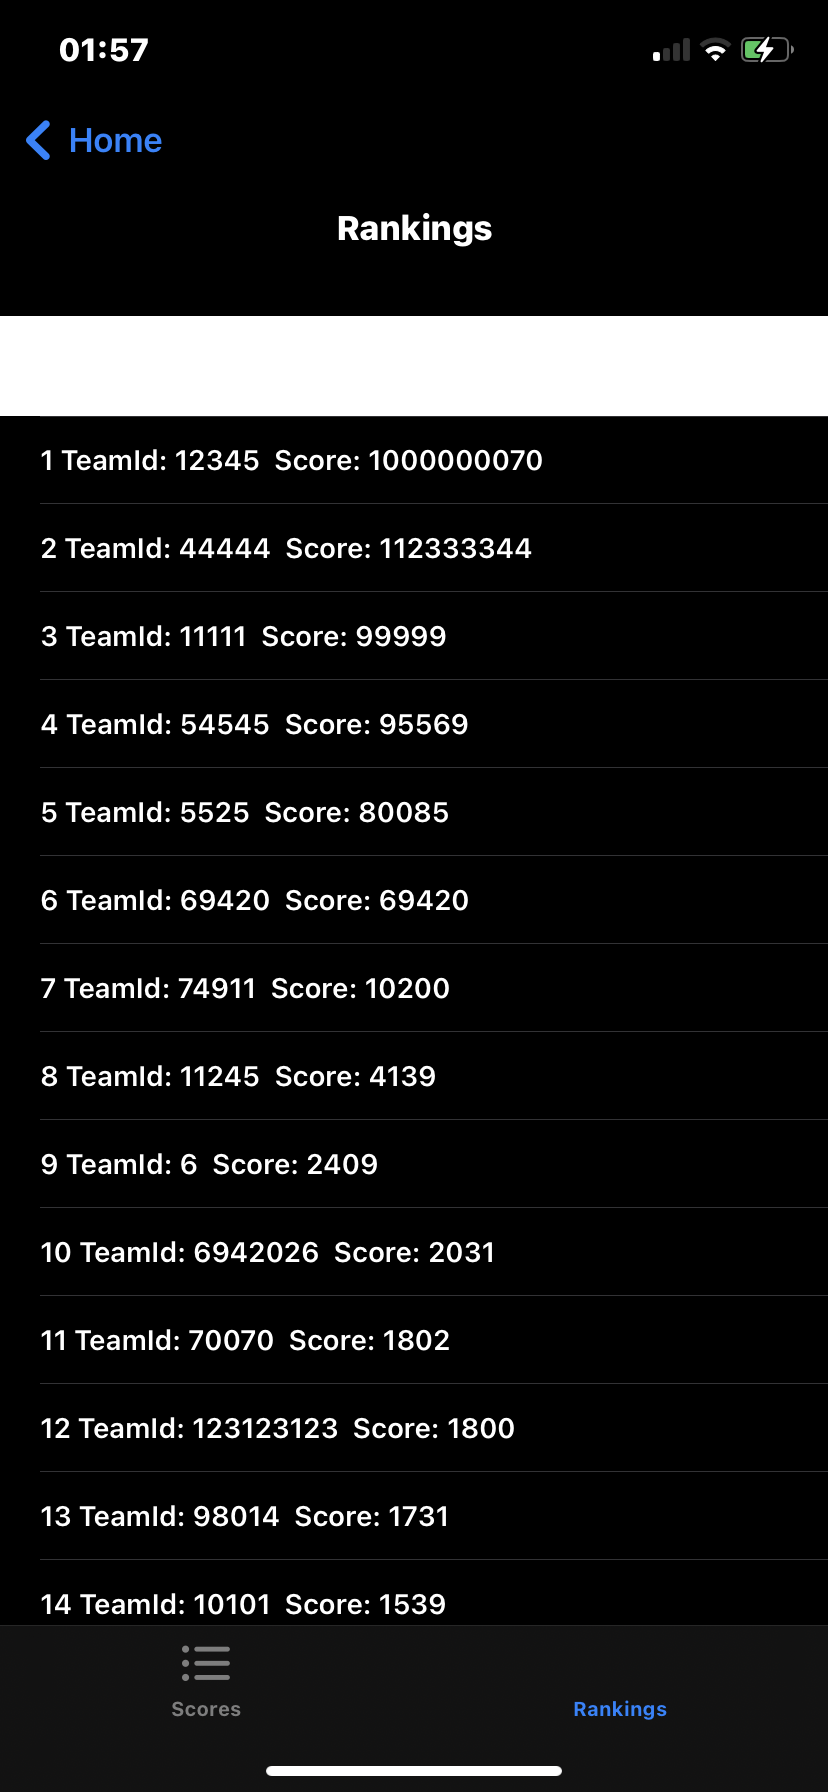 01:57
Home
Rankings
1 TeamId: 12345 Score: 1000000070
2 TeamId: 44444 Score: 112333344
3 TeamId: 11111 Score: 99999
4 TeamId: 54545 Score: 95569
5 TeamId: 5525 Score: 80085
6 TeamId: 69420 Score: 69420
7 TeamId: 74911 Score: 10200
8 TeamId: 11245 Score: 4139
9 TeamId: 6 Score: 2409
10 TeamId: 6942026 Score: 2031
11 TeamId: 70070 Score: 1802
12 TeamId: 123123123 Score: 1800
13 TeamId: 98014 Score: 1731
14 TeamId: 10101 Score: 1539
Scores
Rankings